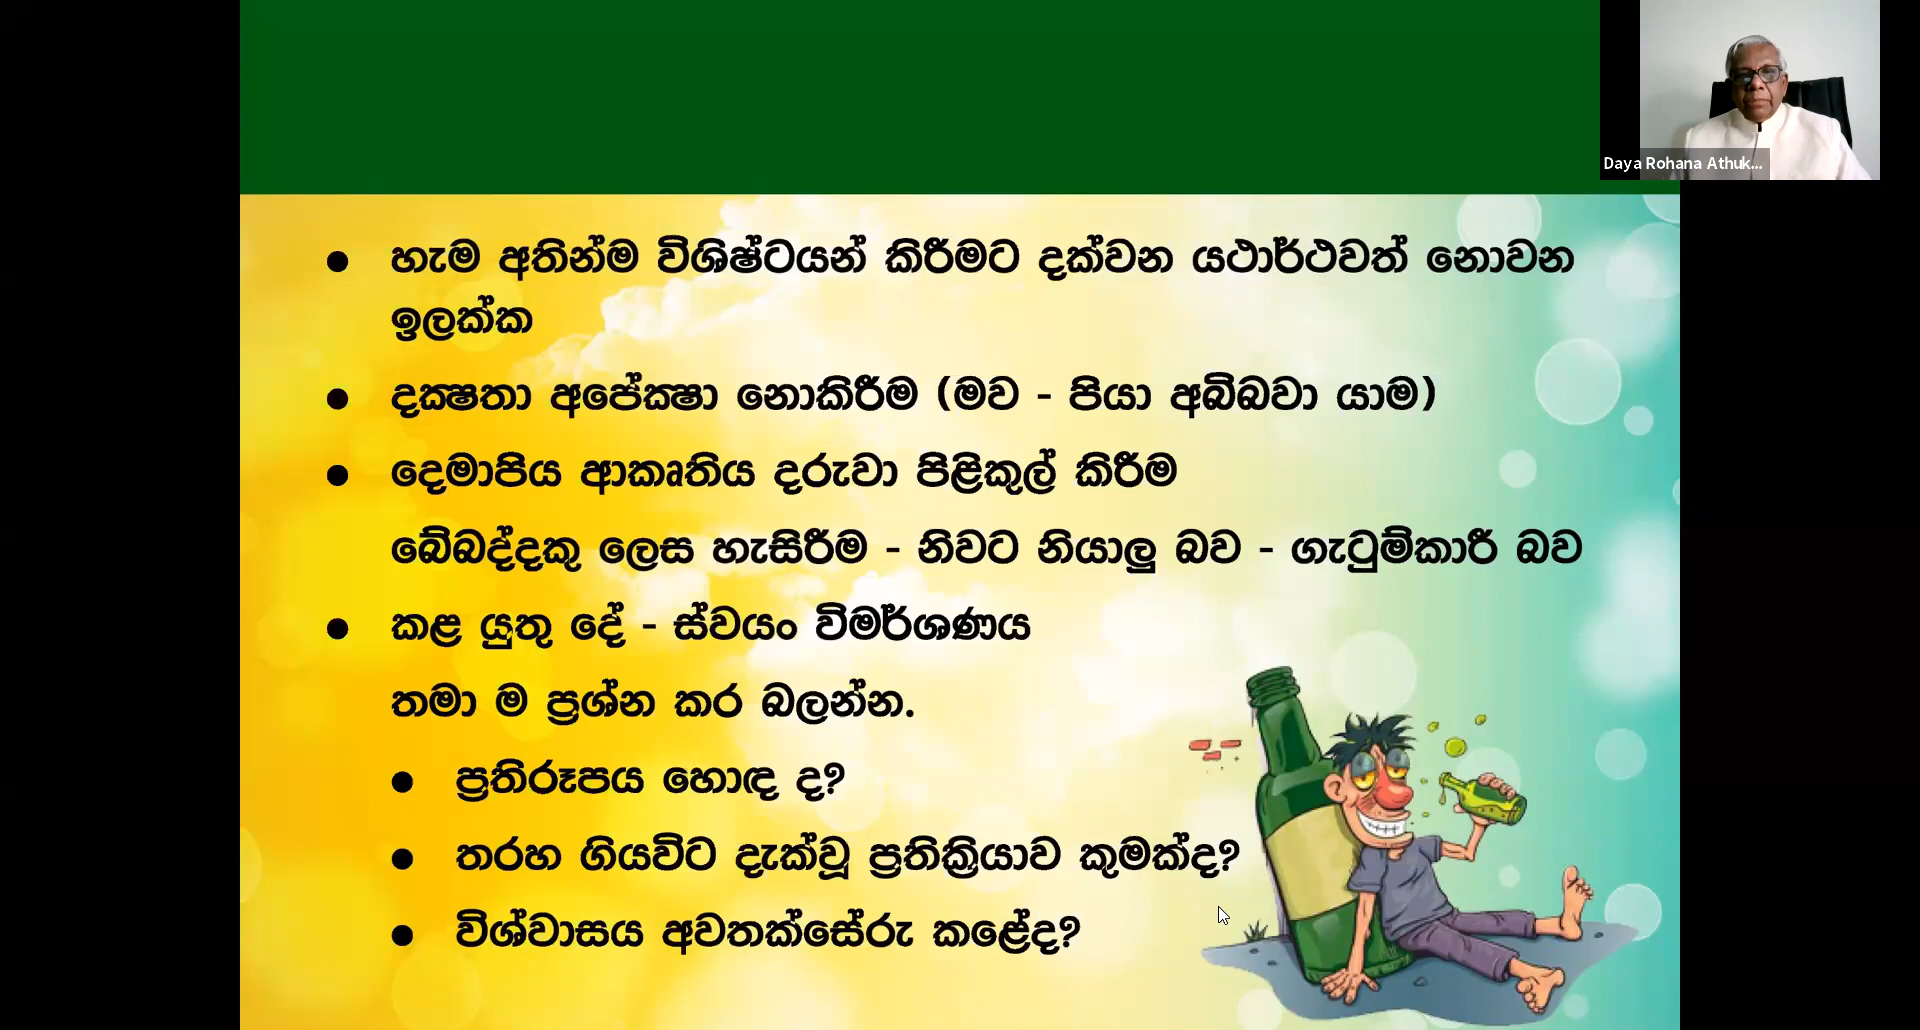 Daya Rohana Athuk...
● හැම අතින්ම විශිෂ්ටයන් කිරීමට දක්වන යථාර්ථවත් නොවන
ඉලක්ක
● දක්‍ෂතා අපේක්‍ෂා නොකිරීම (මව - පියා අබිබවා යාම)
● දෙමාපිය ආකෘතිය දරුවා පිළිකුල් කිරීම
බේබද්දකු ලෙස හැසිරීම - නිවට නියාලු බව - ගැටුම්කාරී බව
● කළ යුතු දේ - ස්වයං විමර්ශණය
තමා ම ප්‍රශ්න කර බලන්න.
● ප්‍රතිරූපය හොඳ ද?
● තරහ ගියවිට දැක්වූ ප්‍රතික්‍රියාව කුමක්ද?
● විශ්වාසය අවතක්සේරු කළේද?